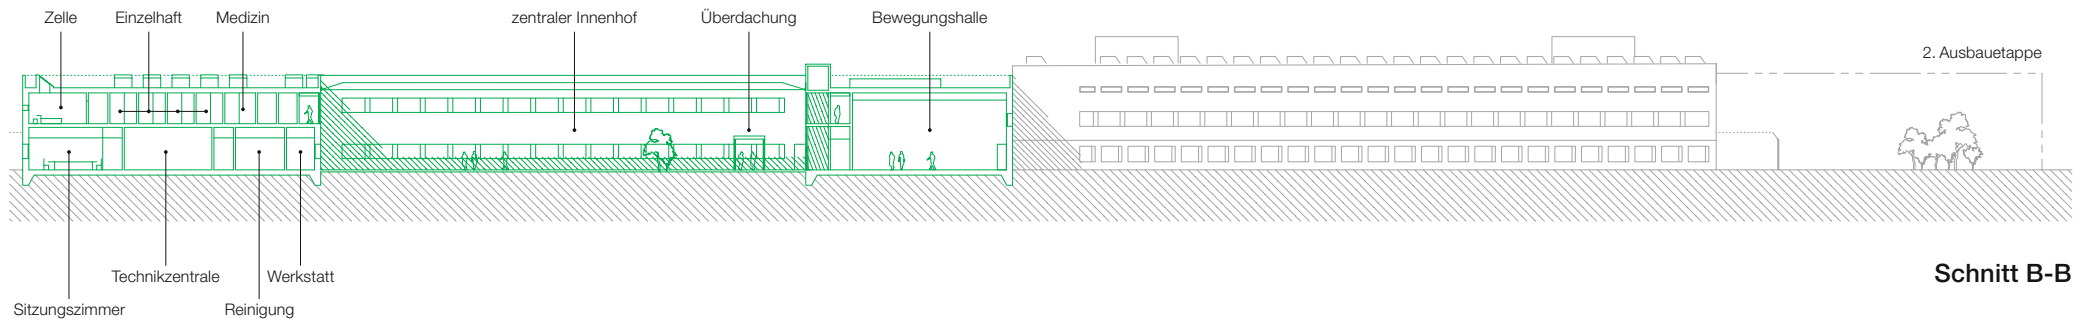 Zelle
Einzelhaft
Medizin
zentraler Innenhof
Überdachung
Bewegungshalle
2. Ausbauetappe
Technikzentrale
Werkstatt
Sitzungszimmer
Reinigung
Schnitt B-B